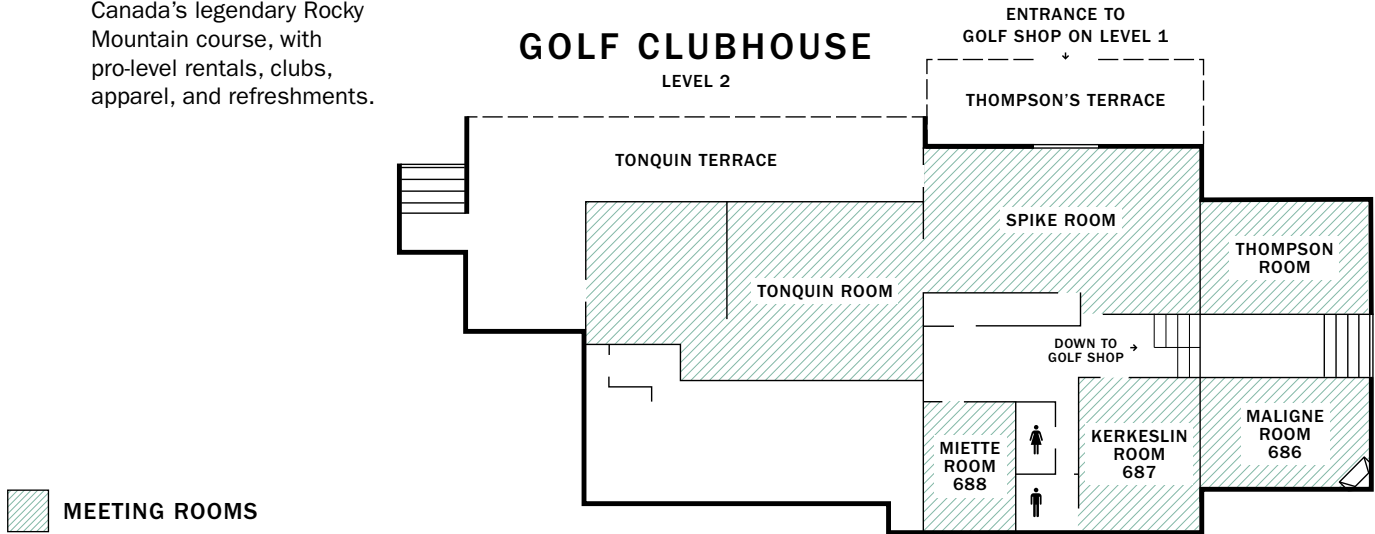 Canada's legendary Rocky
Mountain course, with
pro-level rentals, clubs,
apparel, and refreshments.
GOLF CLUBHOUSE
LEVEL 2
ENTRANCE TO
GOLF SHOP ON LEVEL 1
THOMPSON'S TERRACE
TONQUIN TERRACE
SPIKE ROOM
THOMPSON
ROOM
TONQUIN ROOM
DOWN TO
GOLF SHOP
MIETTE
ROOM
688
KERKESLIN
ROOM
687
MALIGNE
ROOM
686
MEETING ROOMS